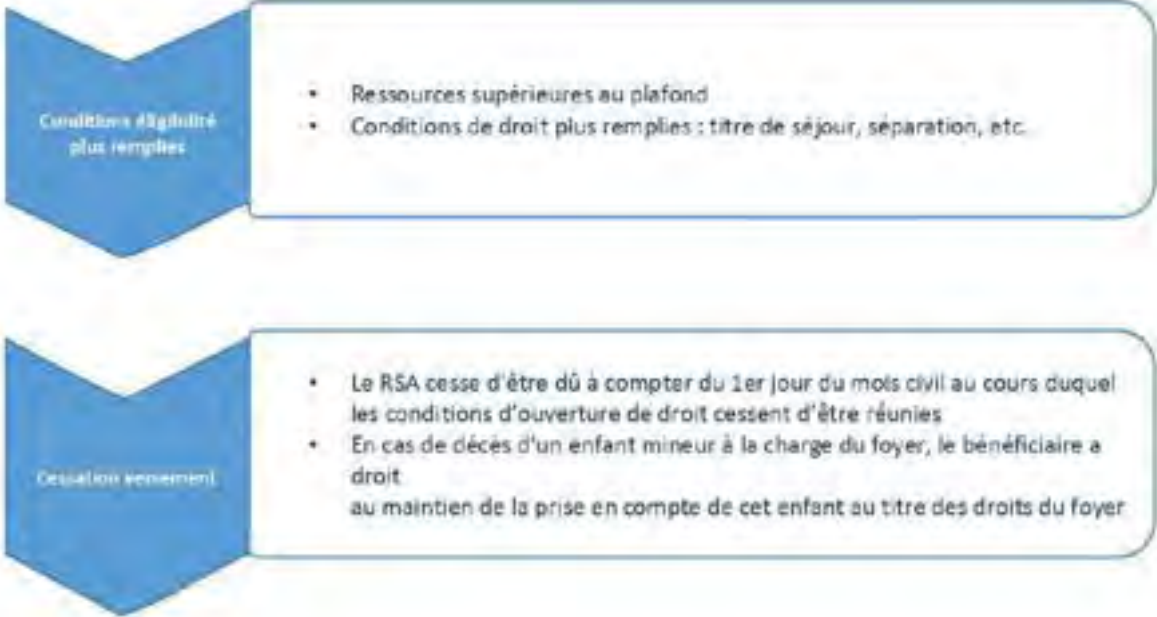 Conditions éligibilité
plus remplies
• Ressources supérieures au plafond
• Conditions de droit plus remplies : titre de séjour, séparation, etc.
Cessation versement
• Le RSA cesse d'être dû à compter du 1er jour du mois civil au cours duquel
les conditions d'ouverture de droit cessent d'être réunies
• En cas de décès d'un enfant mineur à la charge du foyer, le bénéficiaire a
droit
au maintien de la prise en compte de cet enfant au titre des droits du foyer